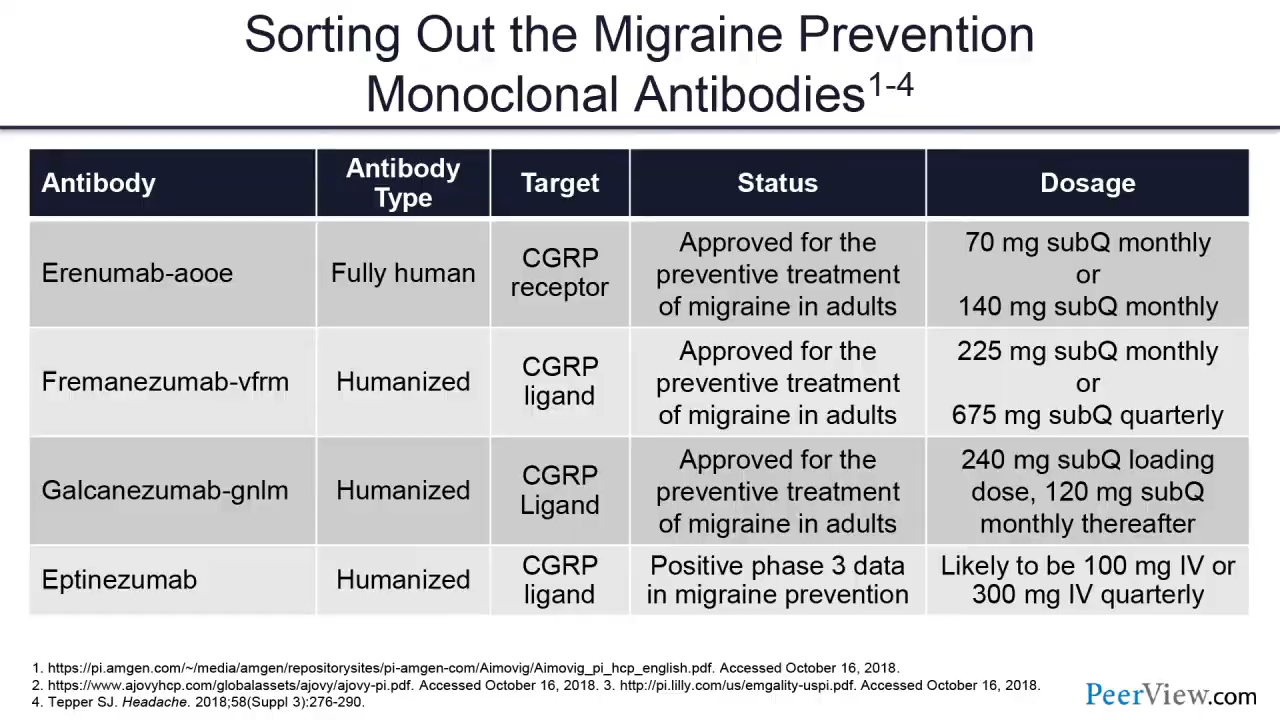 Sorting Out the Migraine Prevention
Monoclonal Antibodies1-4
Antibody
Antibody
Type
Target
Status
Dosage
Erenumab-aooe
Fully human
CGRP
receptor
Approved for the
preventive treatment
of migraine in adults
70 mg subQ monthly
or
140 mg subQ monthly
Fremanezumab-vfrm
Humanized
CGRP
ligand
Approved for the
preventive treatment
of migraine in adults
225 mg subQ monthly
or
675 mg subQ quarterly
Galcanezumab-gnlm
Humanized
CGRP
Ligand
Approved for the
preventive treatment
of migraine in adults
240 mg subQ loading
dose, 120 mg subQ
monthly thereafter
Eptinezumab
Humanized
CGRP
ligand
Positive phase 3 data
in migraine prevention
Likely to be 100 mg IV or
300 mg IV quarterly
1. https://pi.amgen.com/~/media/amgen/repositorysites/pi-amgen-com/Aimovig/Aimovig_pi_hcp_english.pdf. Accessed October 16, 2018.
2. https://www.ajovyhcp.com/globalassets/ajovy/ajovy-pi.pdf. Accessed October 16, 2018. 3. http://pi.lilly.com/us/emgality-uspi.pdf. Accessed October 16, 2018.
4. Tepper SJ. Headache. 2018;58(Suppl 3):276-290.
PeerView.com